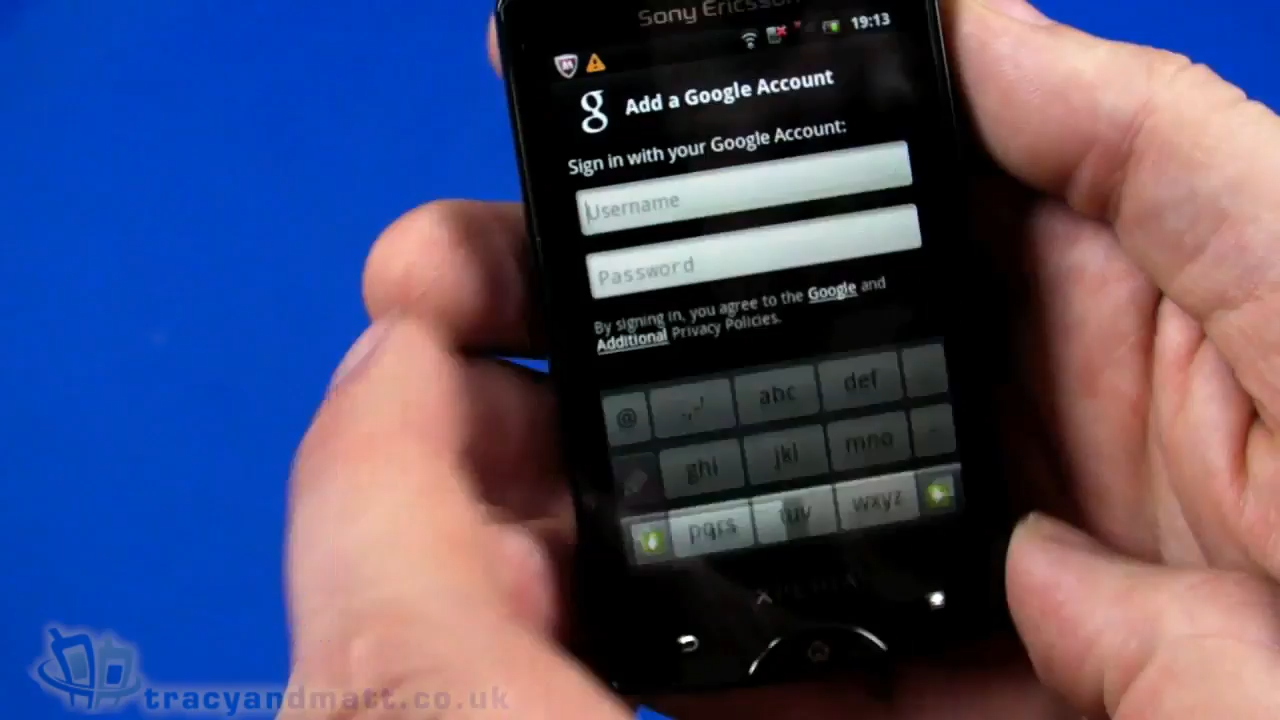 Sony Ericsson
19:13
g Add a Google Account
Sign in with your Google Account:
Username
Password
By signing in, you agree to the Google and
Additional Privacy Policies.
@ .,-' abc def
ghi jkl mno
pqrs tuv wxyz
XPERIA
tracyandmatt.co.uk